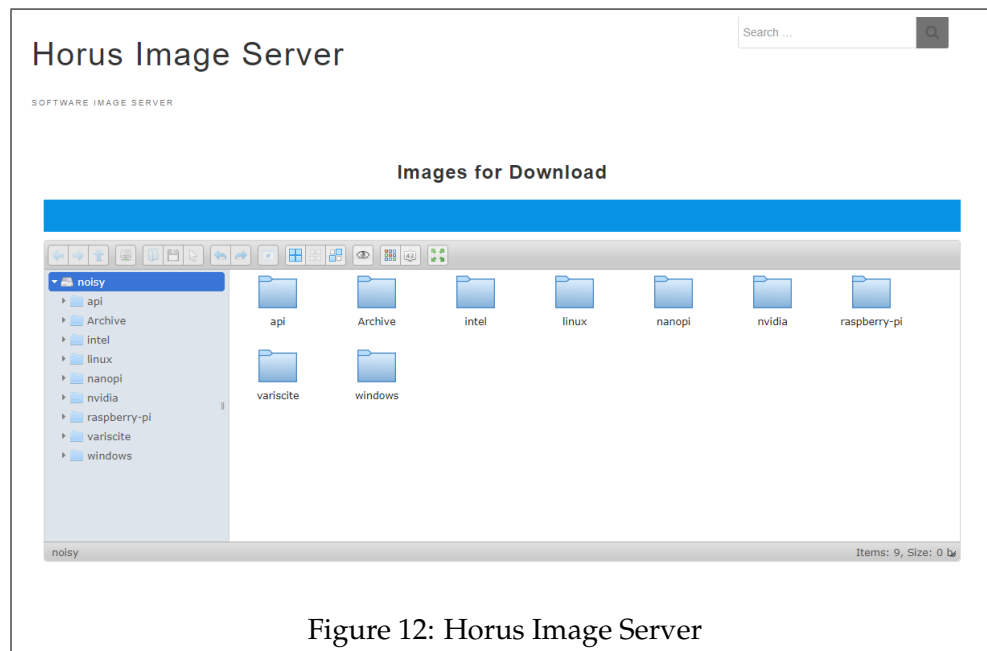 Search ...
Horus Image Server
SOFTWARE IMAGE SERVER
Images for Download
noisy
api
Archive
intel
linux
nanopi
nvidia
raspberry-pi
variscite
windows
api Archive intel linux nanopi nvidia raspberry-pi
variscite windows
noisy Items: 9, Size: 0 b
Figure 12: Horus Image Server